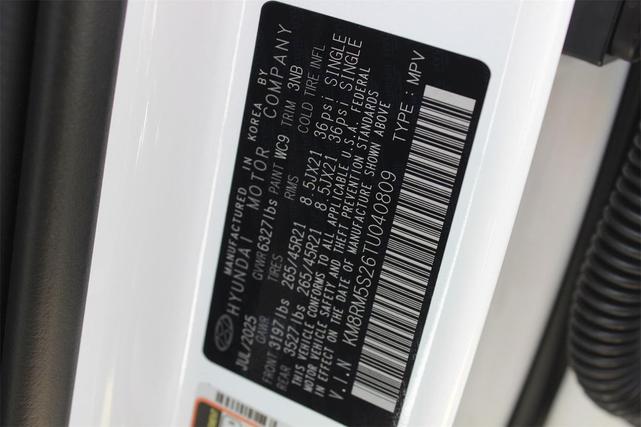 MANUFACTURED IN KOREA BY
HYUNDAI MOTOR COMPANY
JUL/2025 GVWR 6327lbs PAINT WC9 TRIM 3NB
GAWR TIRES RIMS COLD TIRE INFL
FRONT 3197lbs 265/45R21 8.5JX21 36psi SINGLE
REAR 3527lbs 265/45R21 8.5JX21 36psi SINGLE
THIS VEHICLE CONFORMS TO ALL APPLICABLE U.S.A. FEDERAL
MOTOR VEHICLE SAFETY AND THEFT PREVENTION STANDARDS
IN EFFECT ON THE DATE OF MANUFACTURE SHOWN ABOVE
V.I.N KM8RM5S26TU040809 TYPE : MPV